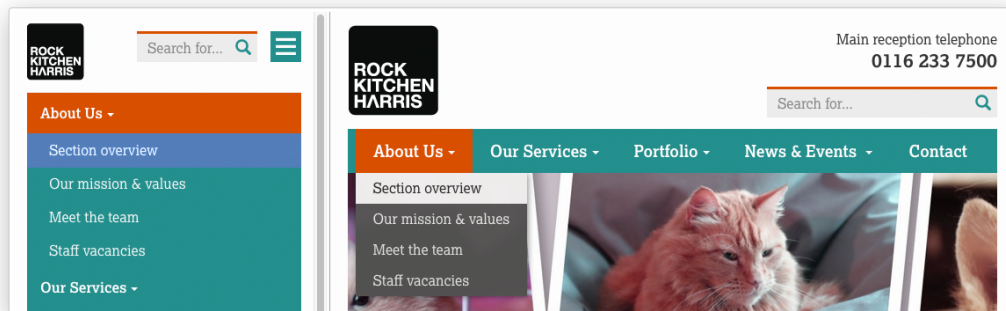 ROCK
KITCHEN
HARRIS
Search for...
About Us
Section overview
Our mission & values
Meet the team
Staff vacancies
Our Services
ROCK
KITCHEN
HARRIS
Main reception telephone
0116 233 7500
Search for...
About Us Our Services Portfolio News & Events Contact
Section overview
Our mission & values
Meet the team
Staff vacancies